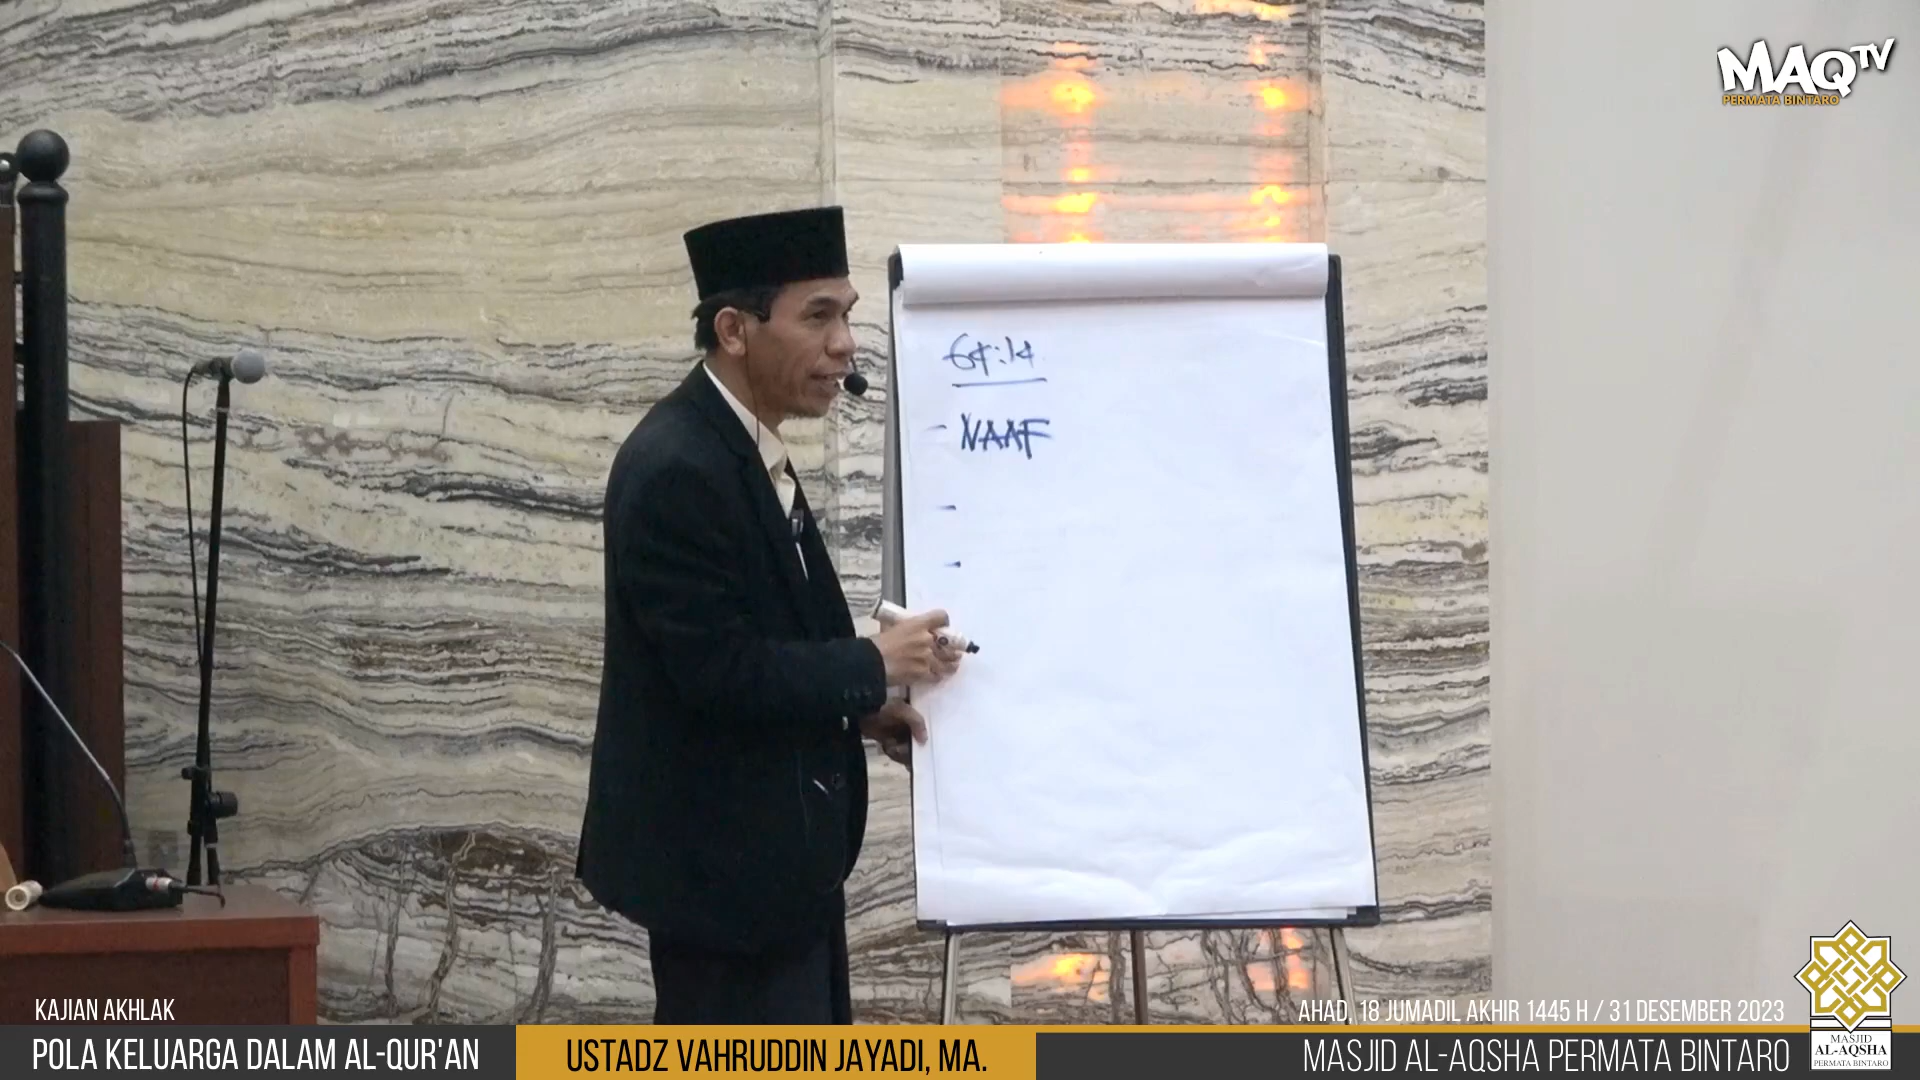 MAQTV
PERMATA BINTARO
64:14
- NAAF
-
-
KAJIAN AKHLAK
POLA KELUARGA DALAM AL-QUR'AN
USTADZ VAHRUDDIN JAYADI, MA.
AHAD, 18 JUMADIL AKHIR 1445 H / 31 DESEMBER 2023
MASJID AL-AQSHA PERMATA BINTARO
MASJID
AL-AQSHA
PERMATA BINTARO